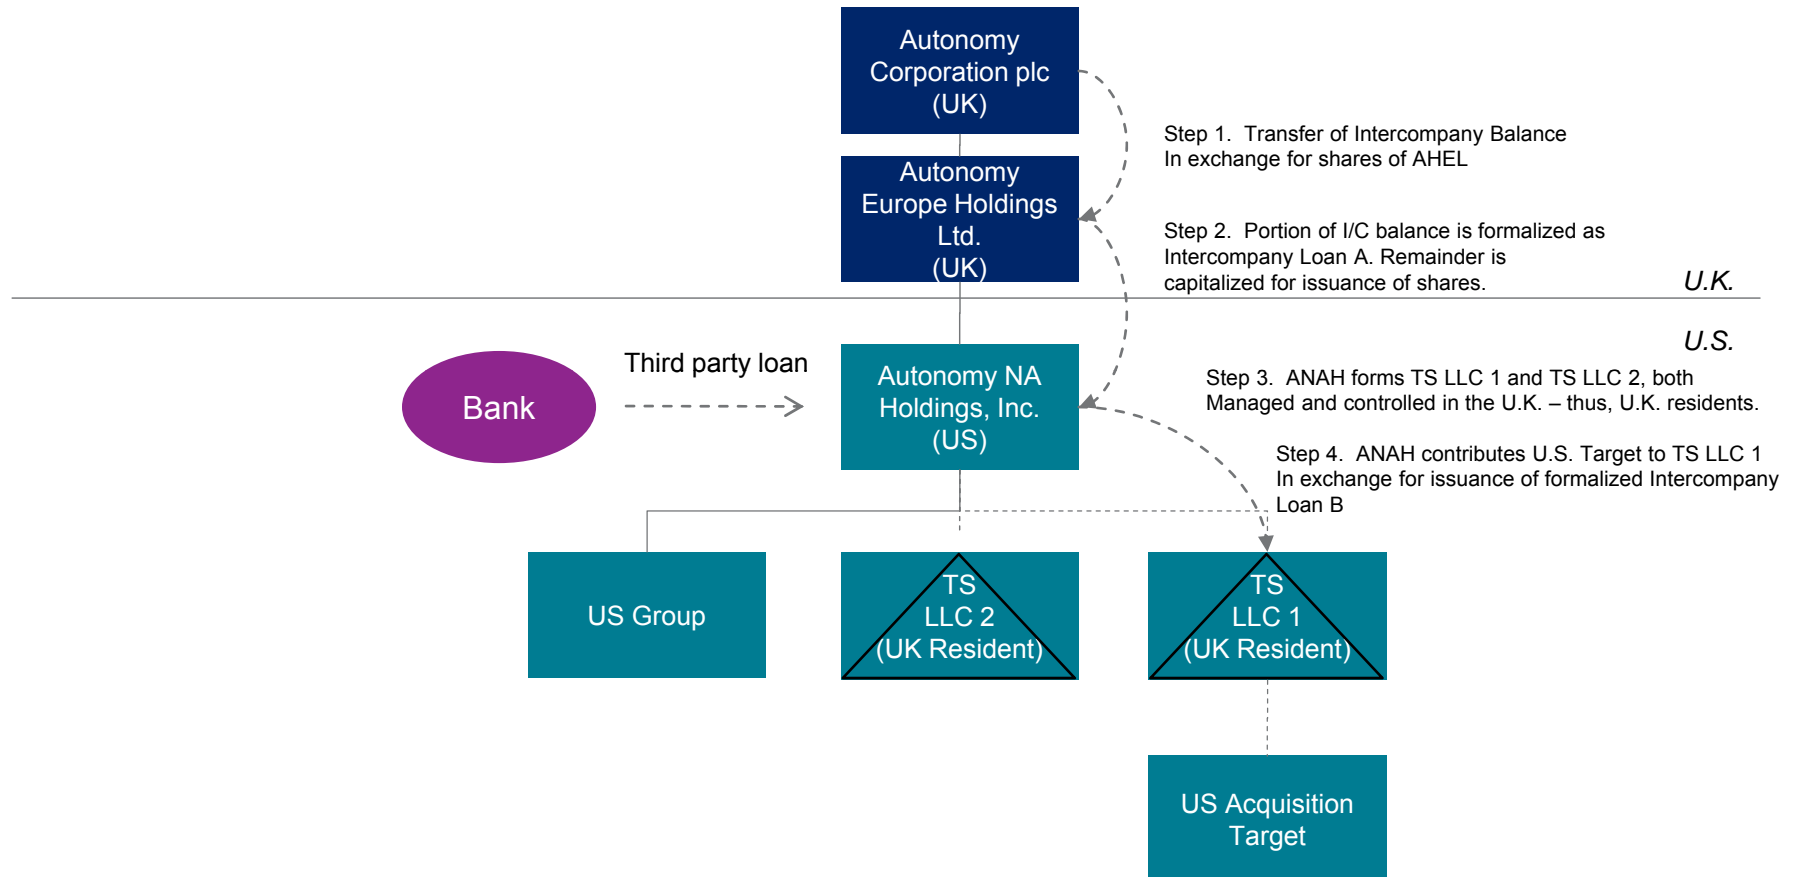 Autonomy
Corporation plc
(UK)
Step 1.  Transfer of Intercompany Balance
In exchange for shares of AHEL
Autonomy
Europe Holdings
Ltd.
(UK)
Step 2.  Portion of I/C balance is formalized as
Intercompany Loan A. Remainder is
capitalized for issuance of shares.
U.K.
U.S.
Bank
Third party loan
Autonomy NA
Holdings, Inc.
(US)
Step 3.  ANAH forms TS LLC 1 and TS LLC 2, both
Managed and controlled in the U.K. – thus, U.K. residents.
Step 4.  ANAH contributes U.S. Target to TS LLC 1
In exchange for issuance of formalized Intercompany
Loan B
US Group
TS
LLC 2
(UK Resident)
TS
LLC 1
(UK Resident)
US Acquisition
Target